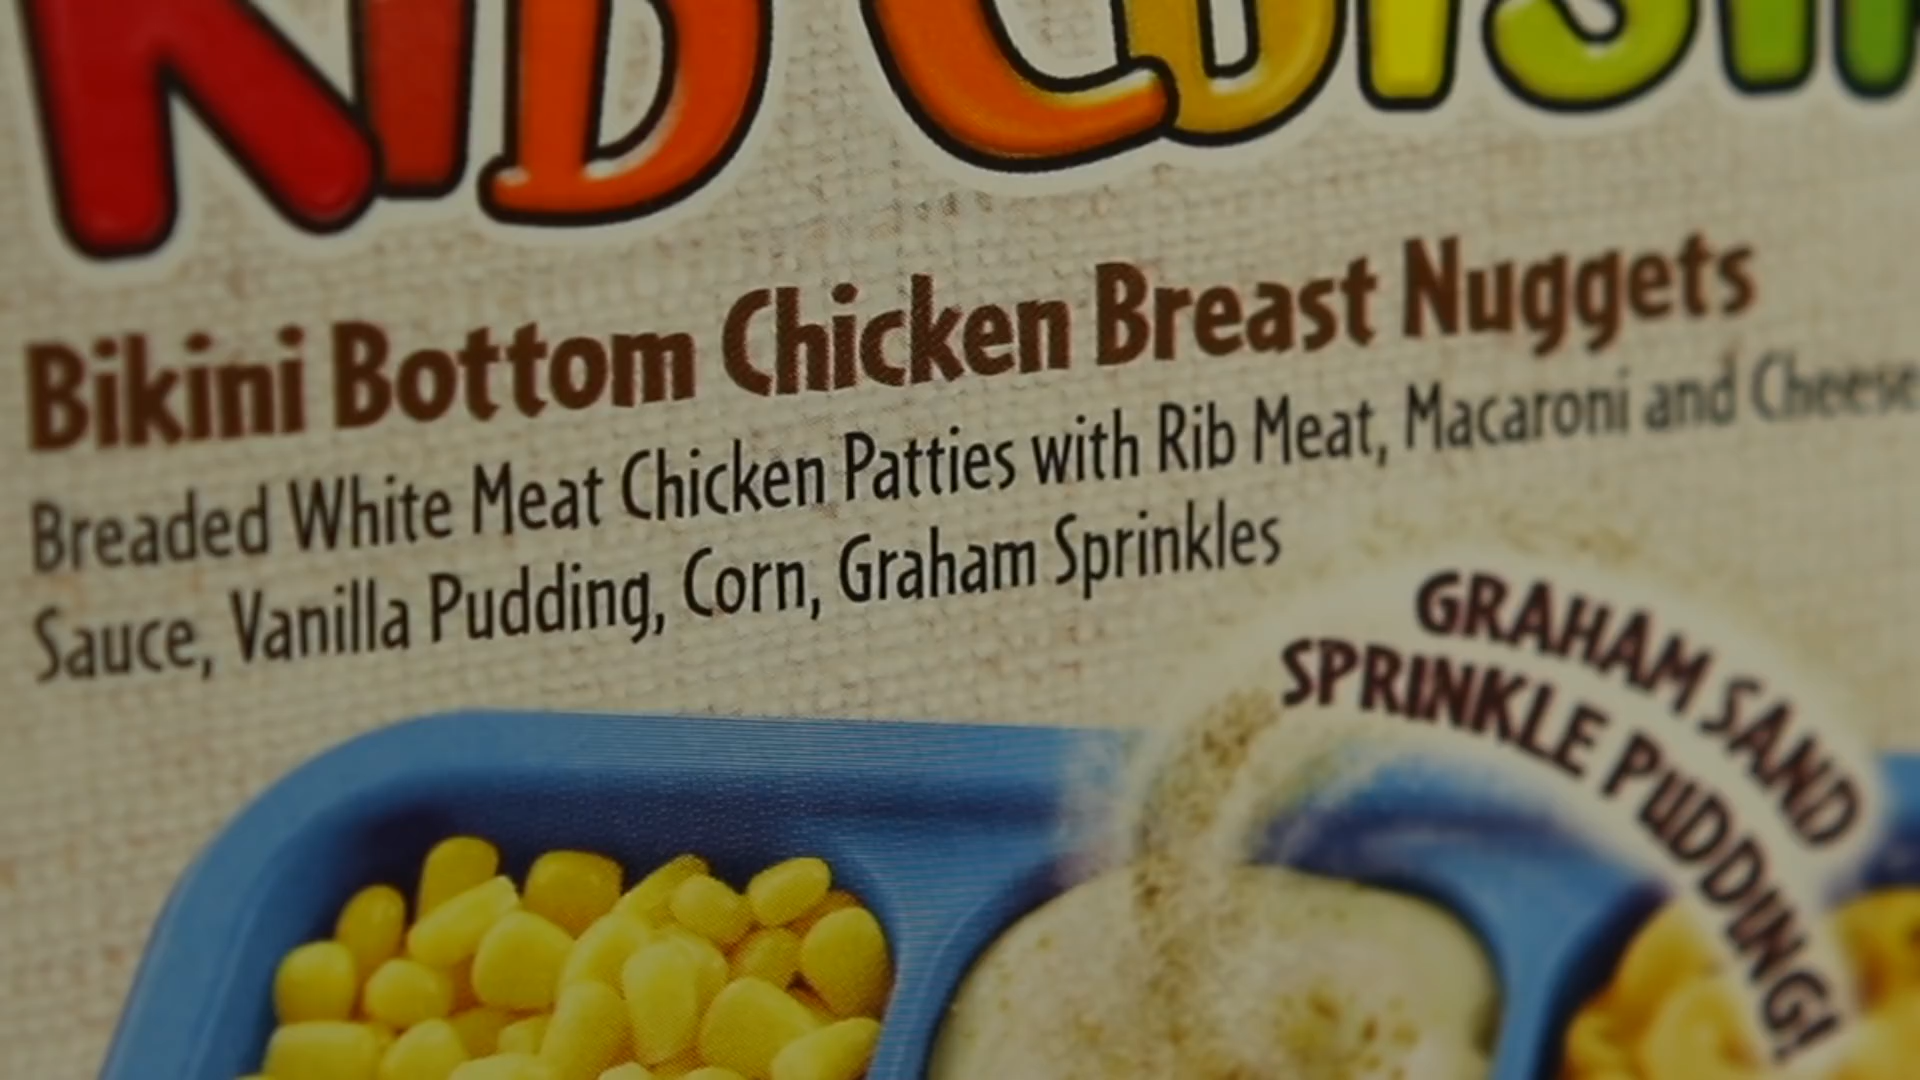 KID CUISIN
Bikini Bottom Chicken Breast Nuggets
Breaded White Meat Chicken Patties with Rib Meat, Macaroni and Cheese
Sauce, Vanilla Pudding, Corn, Graham Sprinkles
GRAHAM SAND
SPRINKLE PUDDING!